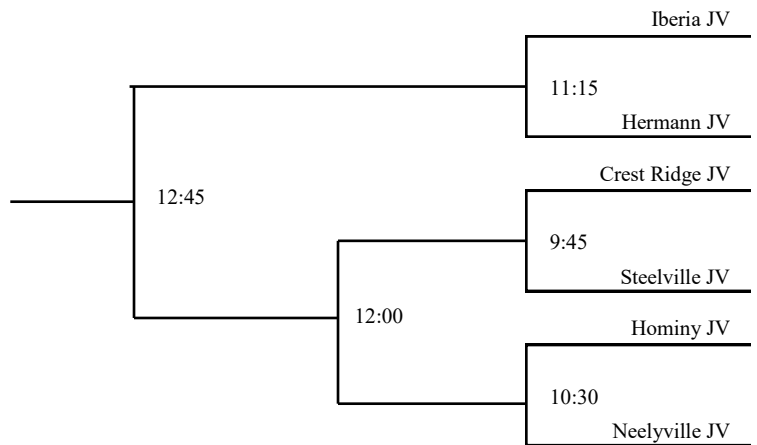 Iberia JV
11:15
Hermann JV
Crest Ridge JV
12:45
9:45
Steelville JV
12:00
Hominy JV
10:30
Neelyville JV